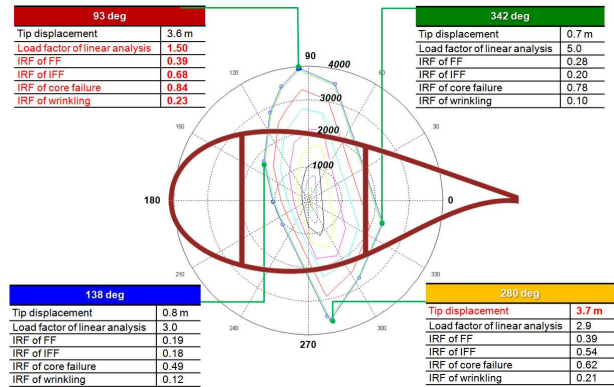 93 deg
Tip displacement 3.6 m
Load factor of linear analysis 1.50
IRF of FF 0.39
IRF of IFF 0.68
IRF of core failure 0.84
IRF of wrinkling 0.23
342 deg
Tip displacement 0.7 m
Load factor of linear analysis 5.0
IRF of FF 0.28
IRF of IFF 0.20
IRF of core failure 0.78
IRF of wrinkling 0.10
90
4000
120
60
3000
150
2000
30
1000
180
0
210
330
240
300
270
138 deg
Tip displacement 0.8 m
Load factor of linear analysis 3.0
IRF of FF 0.19
IRF of IFF 0.18
IRF of core failure 0.49
IRF of wrinkling 0.12
280 deg
Tip displacement 3.7 m
Load factor of linear analysis 2.9
IRF of FF 0.39
IRF of IFF 0.54
IRF of core failure 0.62
IRF of wrinkling 0.21